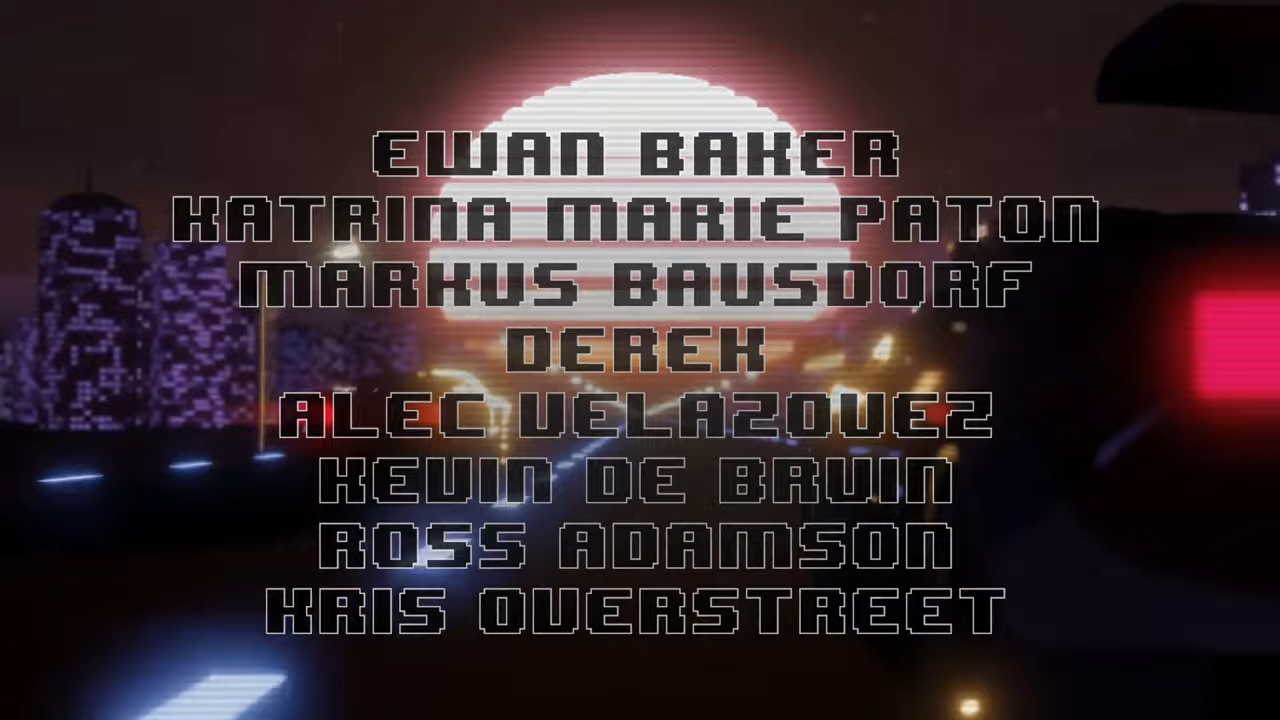 EWAN BAKER
KATRINA MARIE PATON
MARKUS BAUSDORF
DEREK
ALEC VELAZQUEZ
KEVIN DE BRUIN
ROSS ADAMSON
KRIS OVERSTREET